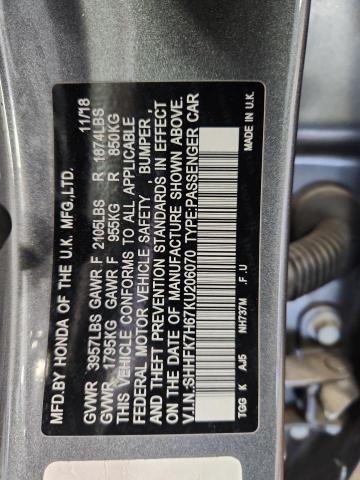 MFD.BY HONDA OF THE U.K. MFG.,LTD. 11/18
GVWR 3957LBS GAWR F 2105LBS R 1874LBS
GVWR 1795KG GAWR F 955KG R 850KG
THIS VEHICLE CONFORMS TO ALL APPLICABLE
FEDERAL MOTOR VEHICLE SAFETY , BUMPER ,
AND THEFT PREVENTION STANDARDS IN EFFECT
ON THE DATE OF MANUFACTURE SHOWN ABOVE.
V.I.N.:SHHFK7H67KU206070 TYPE:PASSENGER CAR
TGG K AJ5 NH737M .F .U MADE IN U.K.